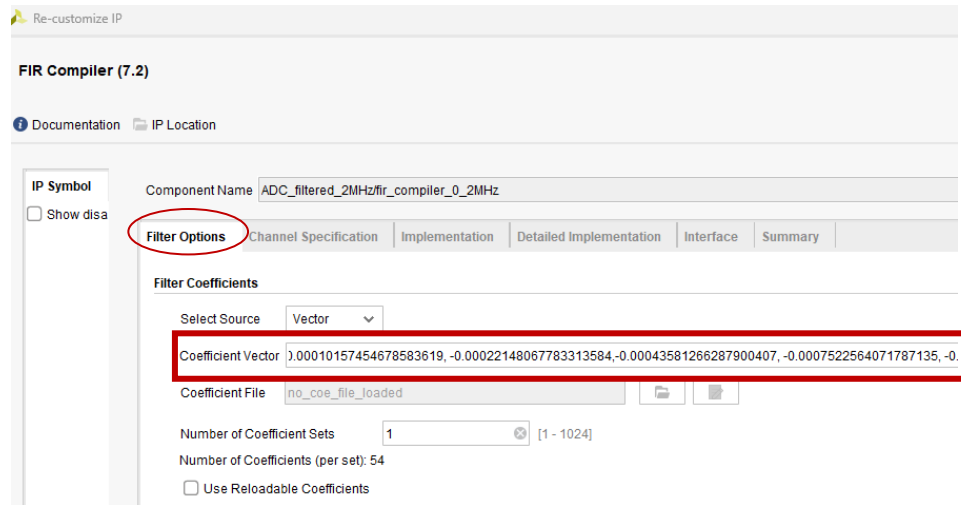 Re-customize IP
FIR Compiler (7.2)
Documentation IP Location
IP Symbol
Show disa
Component Name ADC_filtered_2MHz/fir_compiler_0_2MHz
Filter Options Channel Specification Implementation Detailed Implementation Interface Summary
Filter Coefficients
Select Source Vector
Coefficient Vector 0.00010157454678583619, -0.00022148067783313584,-0.00043581266287900407, -0.0007522564071787135, -0.
Coefficient File no_coe_file_loaded
Number of Coefficient Sets 1 [1 - 1024]
Number of Coefficients (per set): 54
Use Reloadable Coefficients